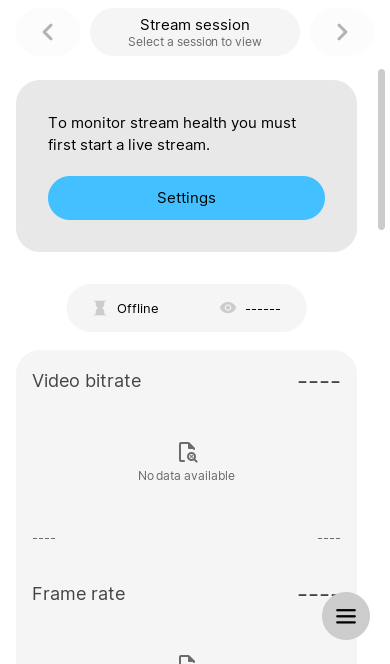 Stream session
Select a session to view
To monitor stream health you must
first start a live stream.
Settings
Offline
------
Video bitrate
----
No data available
----
----
Frame rate
----